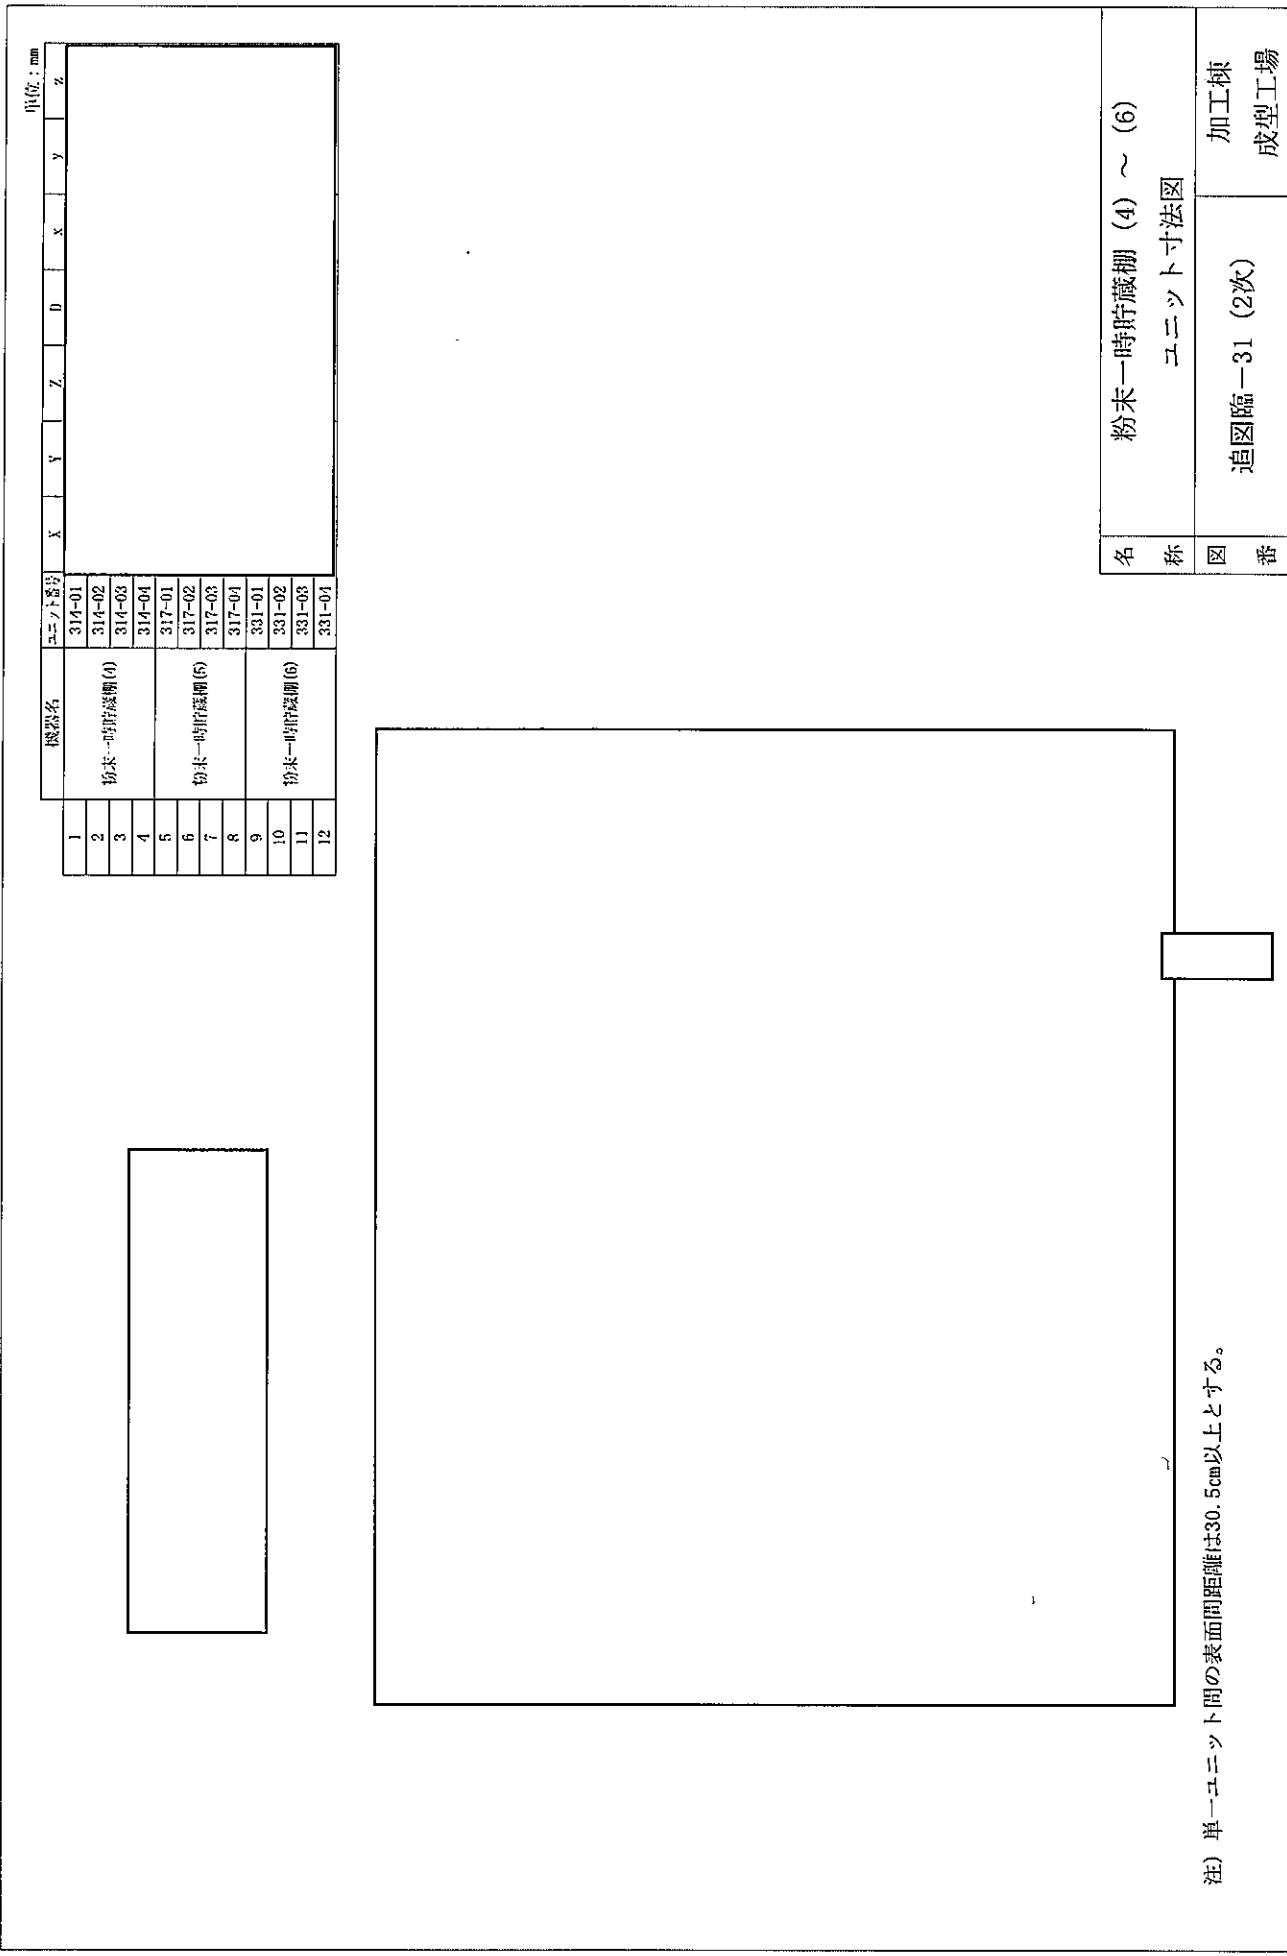 単位:mm
機器名 ユニット番号 X Y Z D x y z
1 粉末一時貯蔵棚(4) 314-01
2 314-02
3 314-03
4 314-04
5 粉末一時貯蔵棚(5) 317-01
6 317-02
7 317-03
8 317-04
9 粉末一時貯蔵棚(6) 331-01
10 331-02
11 331-03
12 331-04
注) 単一ユニット間の表面間距離は30.5cm以上とする。
名称 粉末一時貯蔵棚 (4) ~ (6)
ユニット寸法図
図番 追図臨-31 (2次) 加工棟
成型工場